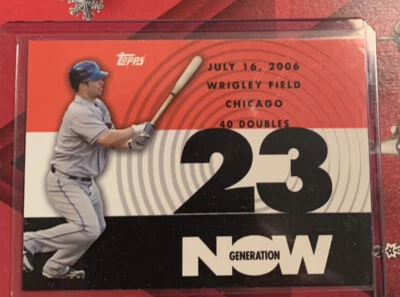 Topps
JULY 16, 2006
WRIGLEY FIELD
CHICAGO
40 DOUBLES
23
GENERATION
NOW